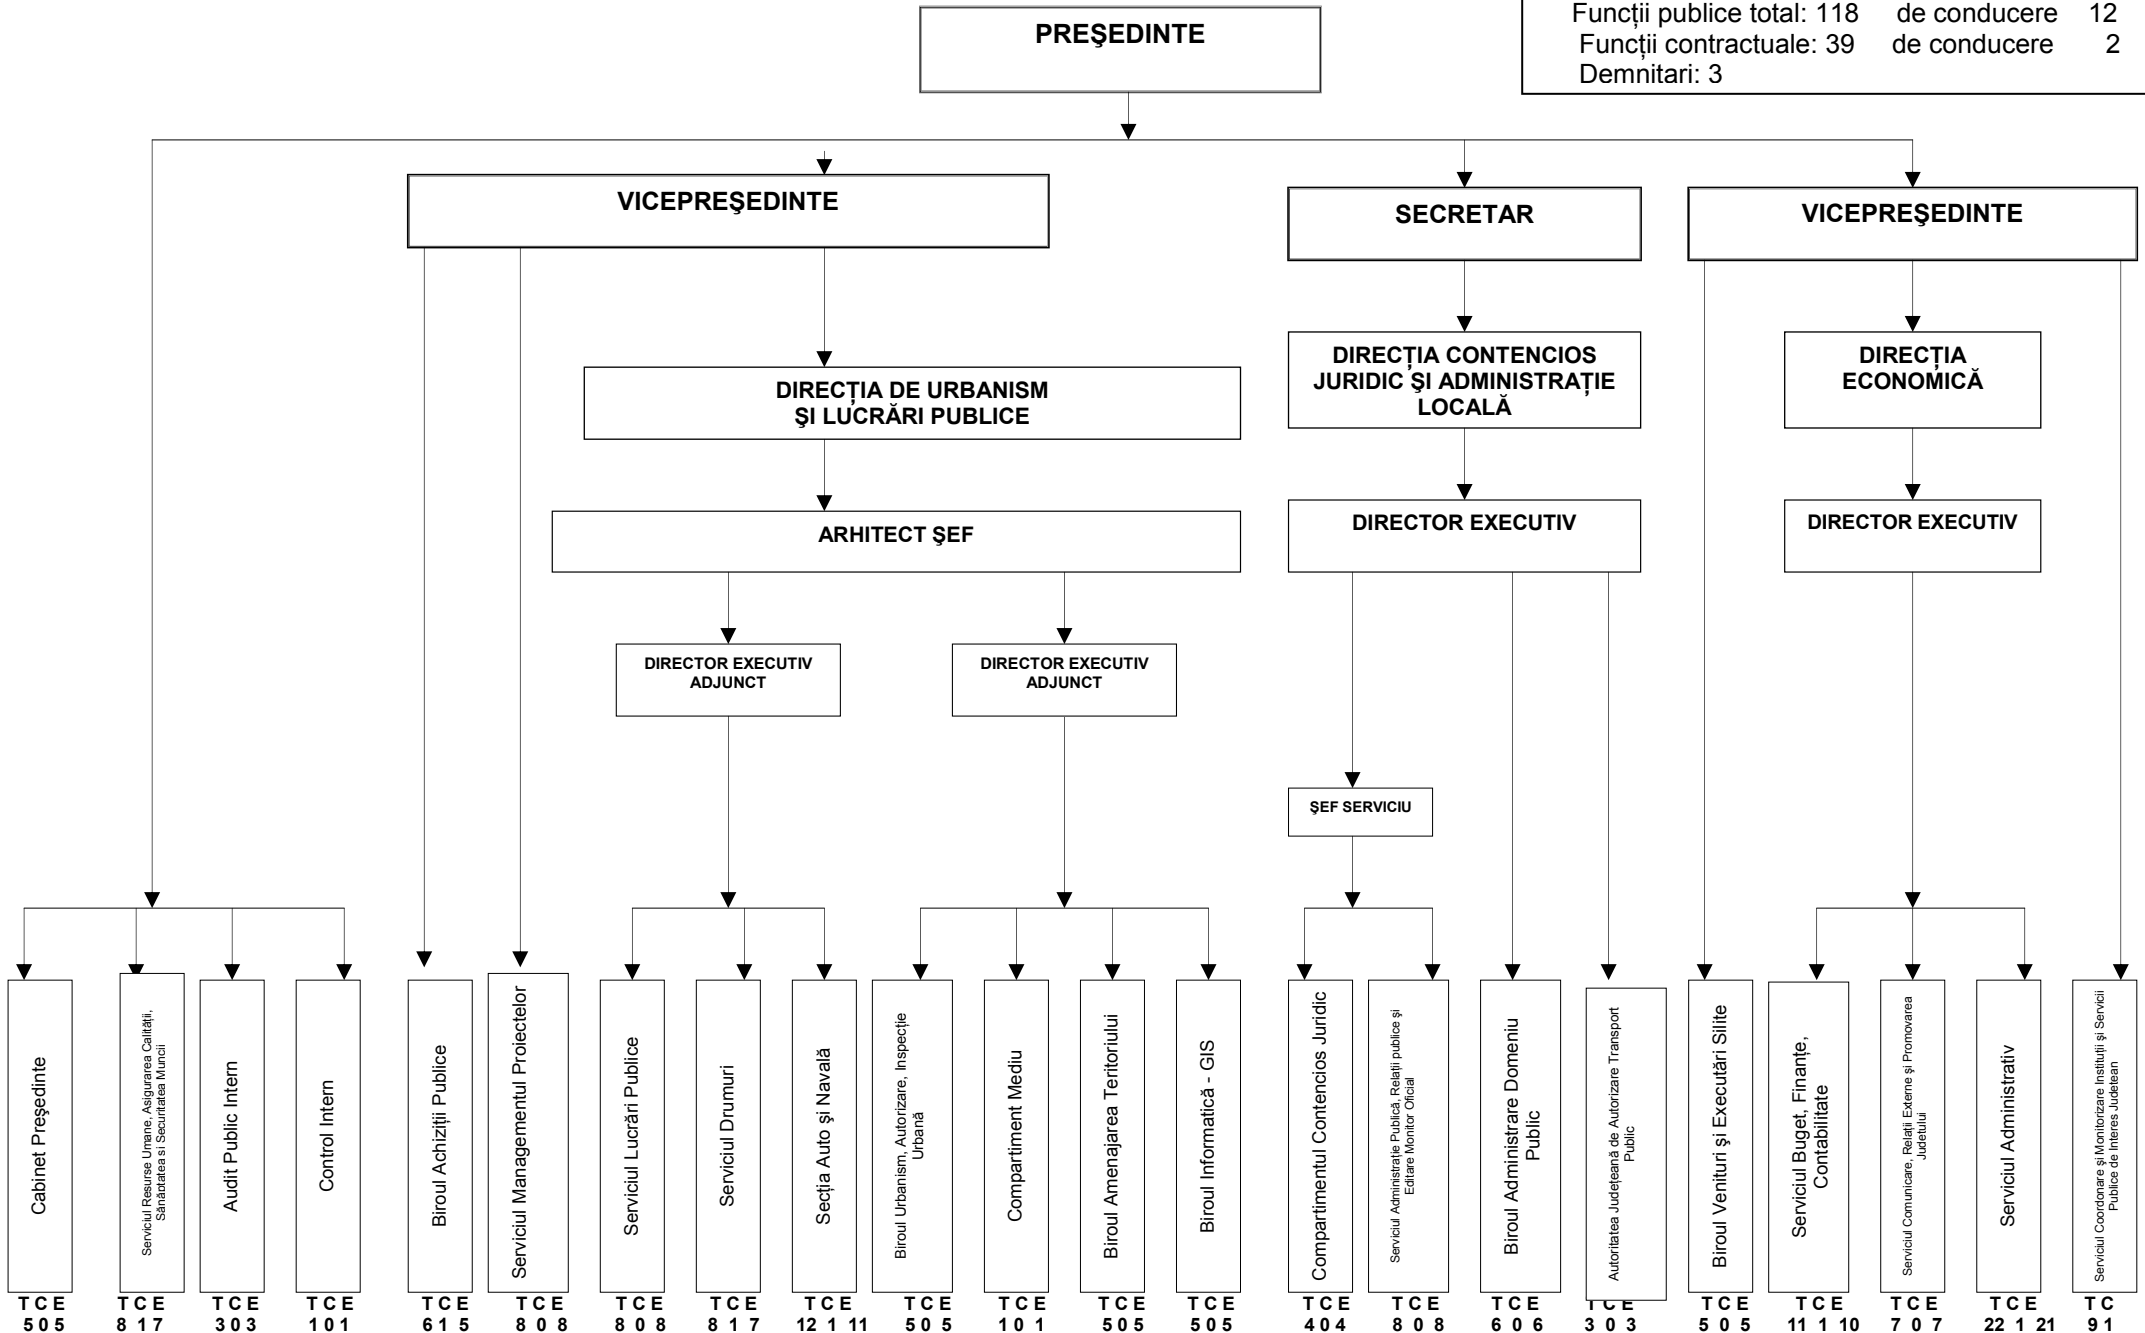 Funcții publice total: 118 de conducere 12
Funcții contractuale: 39 de conducere 2
Demnitari: 3
PREŞEDINTE
VICEPREŞEDINTE
SECRETAR
VICEPREŞEDINTE
DIRECȚIA DE URBANISM
ŞI LUCRĂRI PUBLICE
DIRECȚIA CONTENCIOS
JURIDIC ŞI ADMINISTRAȚIE
LOCALĂ
DIRECȚIA
ECONOMICĂ
ARHITECT ŞEF
DIRECTOR EXECUTIV
DIRECTOR EXECUTIV
DIRECTOR EXECUTIV
ADJUNCT
DIRECTOR EXECUTIV
ADJUNCT
ŞEF SERVICIU
Cabinet Preşedinte
T C E
5 0 5
Serviciul Resurse Umane, Asigurarea Calității,
Sănăotatea si Securitatea Muncii
T C E
8 1 7
Audit Public Intern
T C E
3 0 3
Control Intern
T C E
1 0 1
Biroul Achiziții Publice
T C E
6 1 5
Serviciul Managementul Proiectelor
T C E
8 0 8
Serviciul Lucrări Publice
T C E
8 0 8
Serviciul Drumuri
T C E
8 1 7
Secția Auto şi Navală
T C E
12 1 11
Biroul Urbanism, Autorizare, Inspecție
Urbană
T C E
5 0 5
Compartiment Mediu
T C E
1 0 1
Biroul Amenajarea Teritoriului
T C E
5 0 5
Biroul Informatică - GIS
T C E
5 0 5
Compartimentul Contencios Juridic
T C E
4 0 4
Serviciul Administrație Publică, Relații publice şi
Editare Monitor Oficial
T C E
8 0 8
Biroul Administrare Domeniu
Public
T C E
6 0 6
Autoritatea Județeană de Autorizare Transport
Public
T C E
3 0 3
Biroul Venituri şi Executări Silite
T C E
5 0 5
Serviciul Buget, Finanțe,
Contabilitate
T C E
11 1 10
Serviciul Comunicare, Relații Externe şi Promovarea
Judetului
T C E
7 0 7
Serviciul Administrativ
T C E
22 1 21
Serviciul Coordonare şi Monitorizare Instituții şi Servicii
Publice de Interes Judetean
T C
9 1